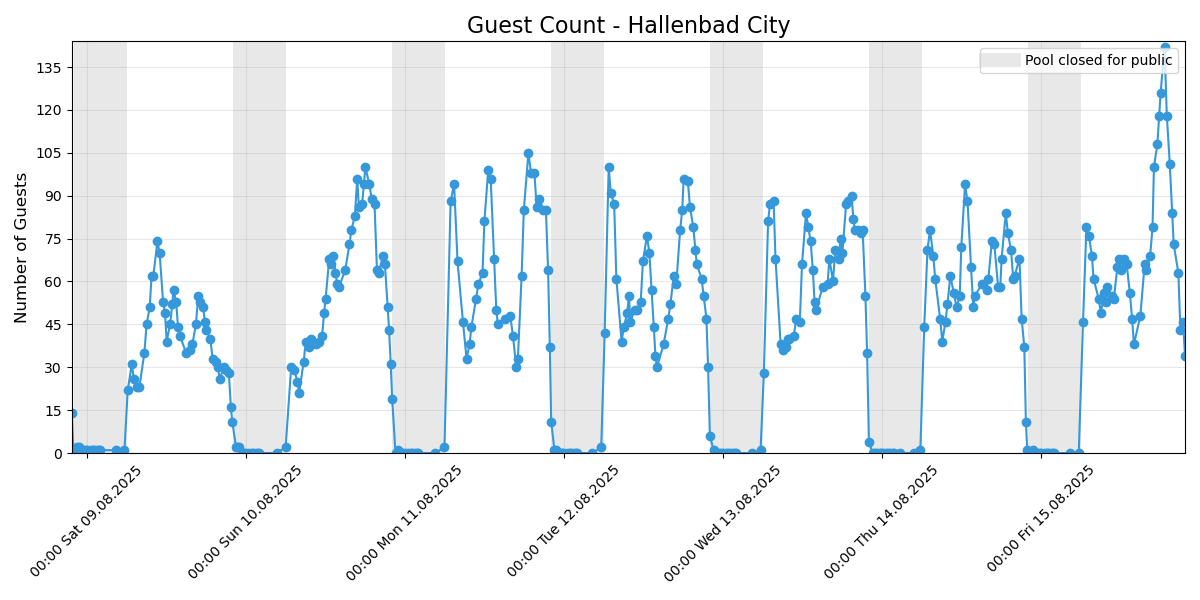 Guest Count - Hallenbad City
Pool closed for public
Number of Guests
135
120
105
90
75
60
45
30
15
0
00:00 Sat 09.08.2025
00:00 Sun 10.08.2025
00:00 Mon 11.08.2025
00:00 Tue 12.08.2025
00:00 Wed 13.08.2025
00:00 Thu 14.08.2025
00:00 Fri 15.08.2025